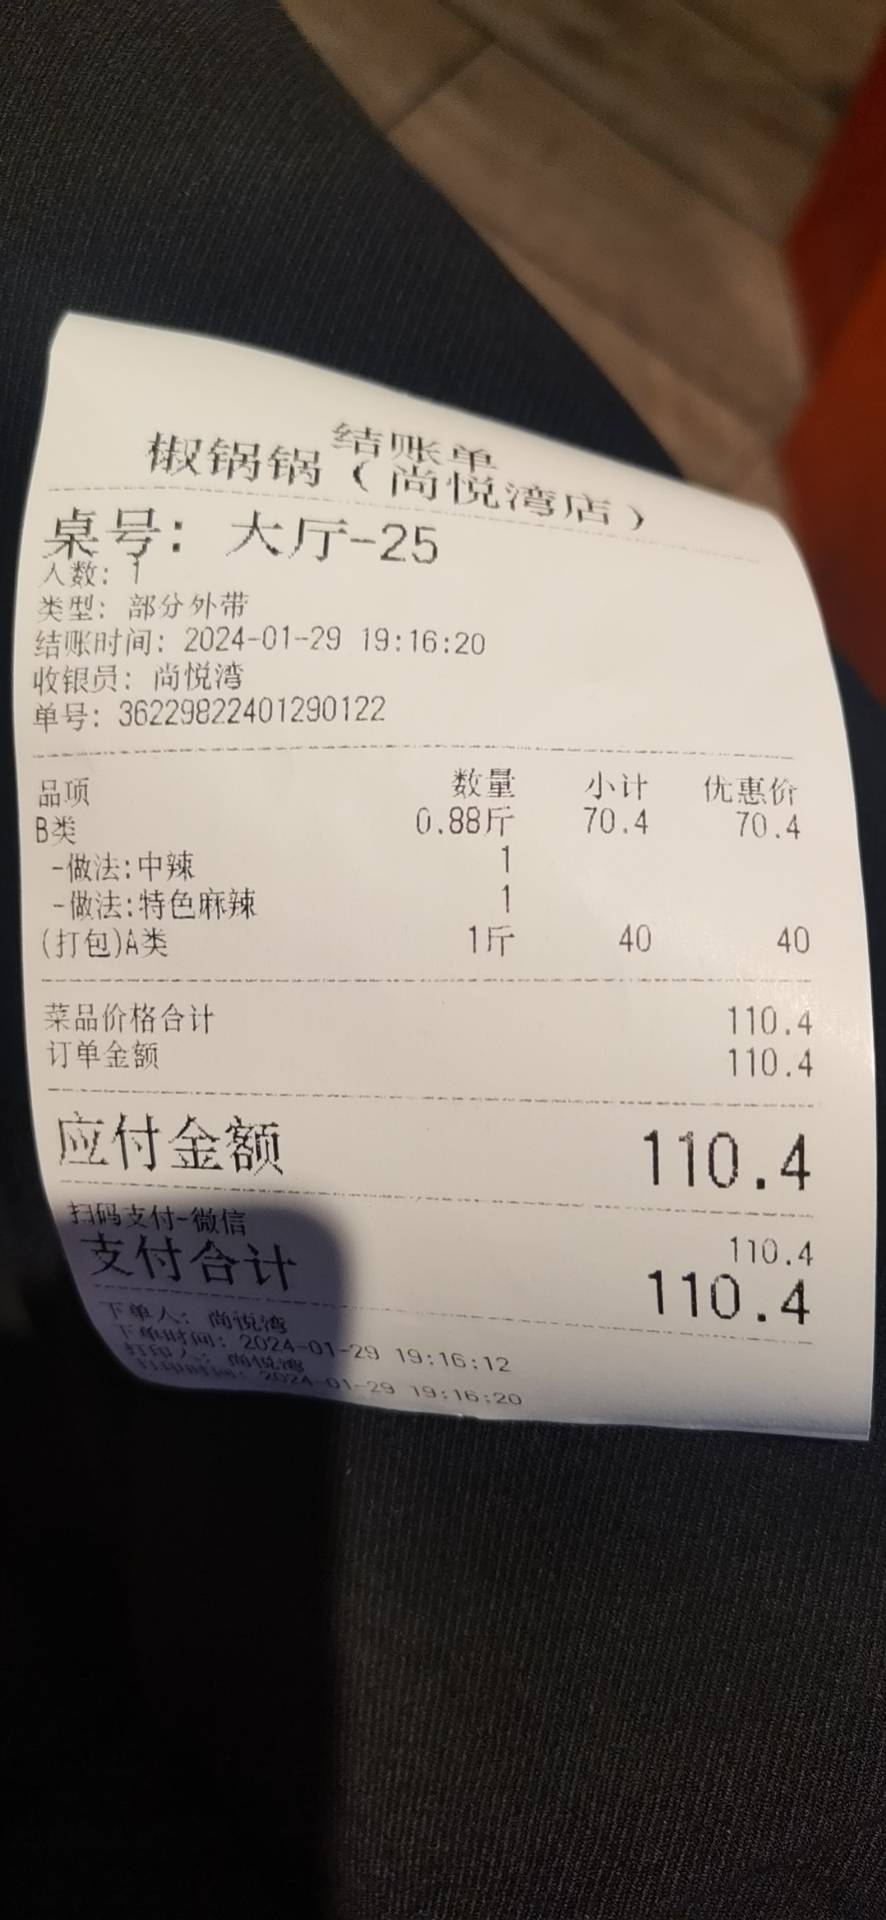 结账单
椒锅锅（尚悦湾店）
桌号：大厅-25
人数：1
类型：部分外带
结账时间：2024-01-29 19:16:20
收银员：尚悦湾
单号：36229822401290122
品项 数量 小计 优惠价
B类 0.88斤 70.4 70.4
-做法:中辣 1
-做法:特色麻辣 1
(打包)A类 1斤 40 40
菜品价格合计 110.4
订单金额 110.4
应付金额 110.4
扫码支付-微信 110.4
支付合计 110.4
下单人：尚悦湾
下单时间：2024-01-29 19:16:12
打印人：尚悦湾
打印时间：2024-01-29 19:16:20